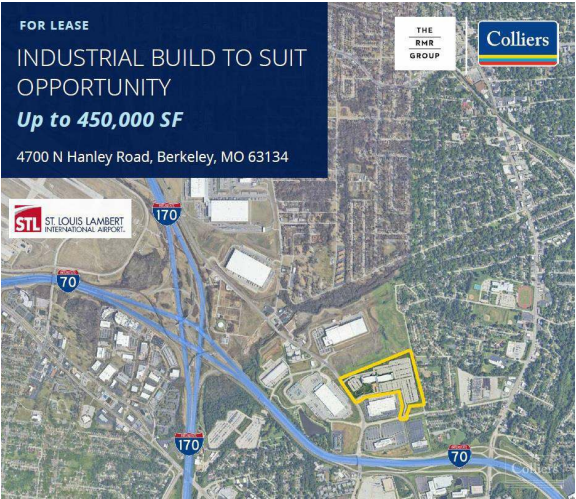 FOR LEASE
INDUSTRIAL BUILD TO SUIT
OPPORTUNITY
Up to 450,000 SF
4700 N Hanley Road, Berkeley, MO 63134
THE
RMR
GROUP
Colliers
STL
ST. LOUIS LAMBERT
INTERNATIONAL AIRPORT.
170
70
170
70
Colliers